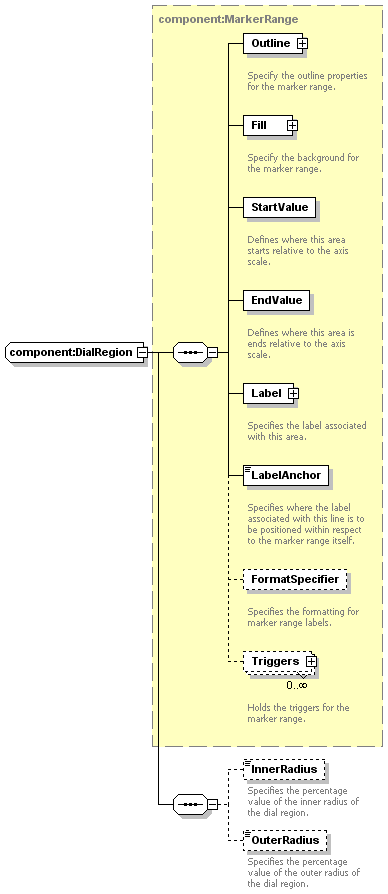 component:MarkerRange
Outline
Specify the outline properties
for the marker range.
Fill
Specify the background for
the marker range.
StartValue
Defines where this area
starts relative to the axis
scale.
EndValue
Defines where this area is
ends relative to the axis
scale.
component:DialRegion
Label
Specifies the label associated
with this area.
LabelAnchor
Specifies where the label
associated with this line is to
be positioned within respect
to the marker range itself.
FormatSpecifier
Specifies the formatting for
marker range labels.
Triggers
0..∞
Holds the triggers for the
marker range.
InnerRadius
Specifies the percentage
value of the inner radius of
the dial region.
OuterRadius
Specifies the percentage
value of the outer radius of
the dial region.